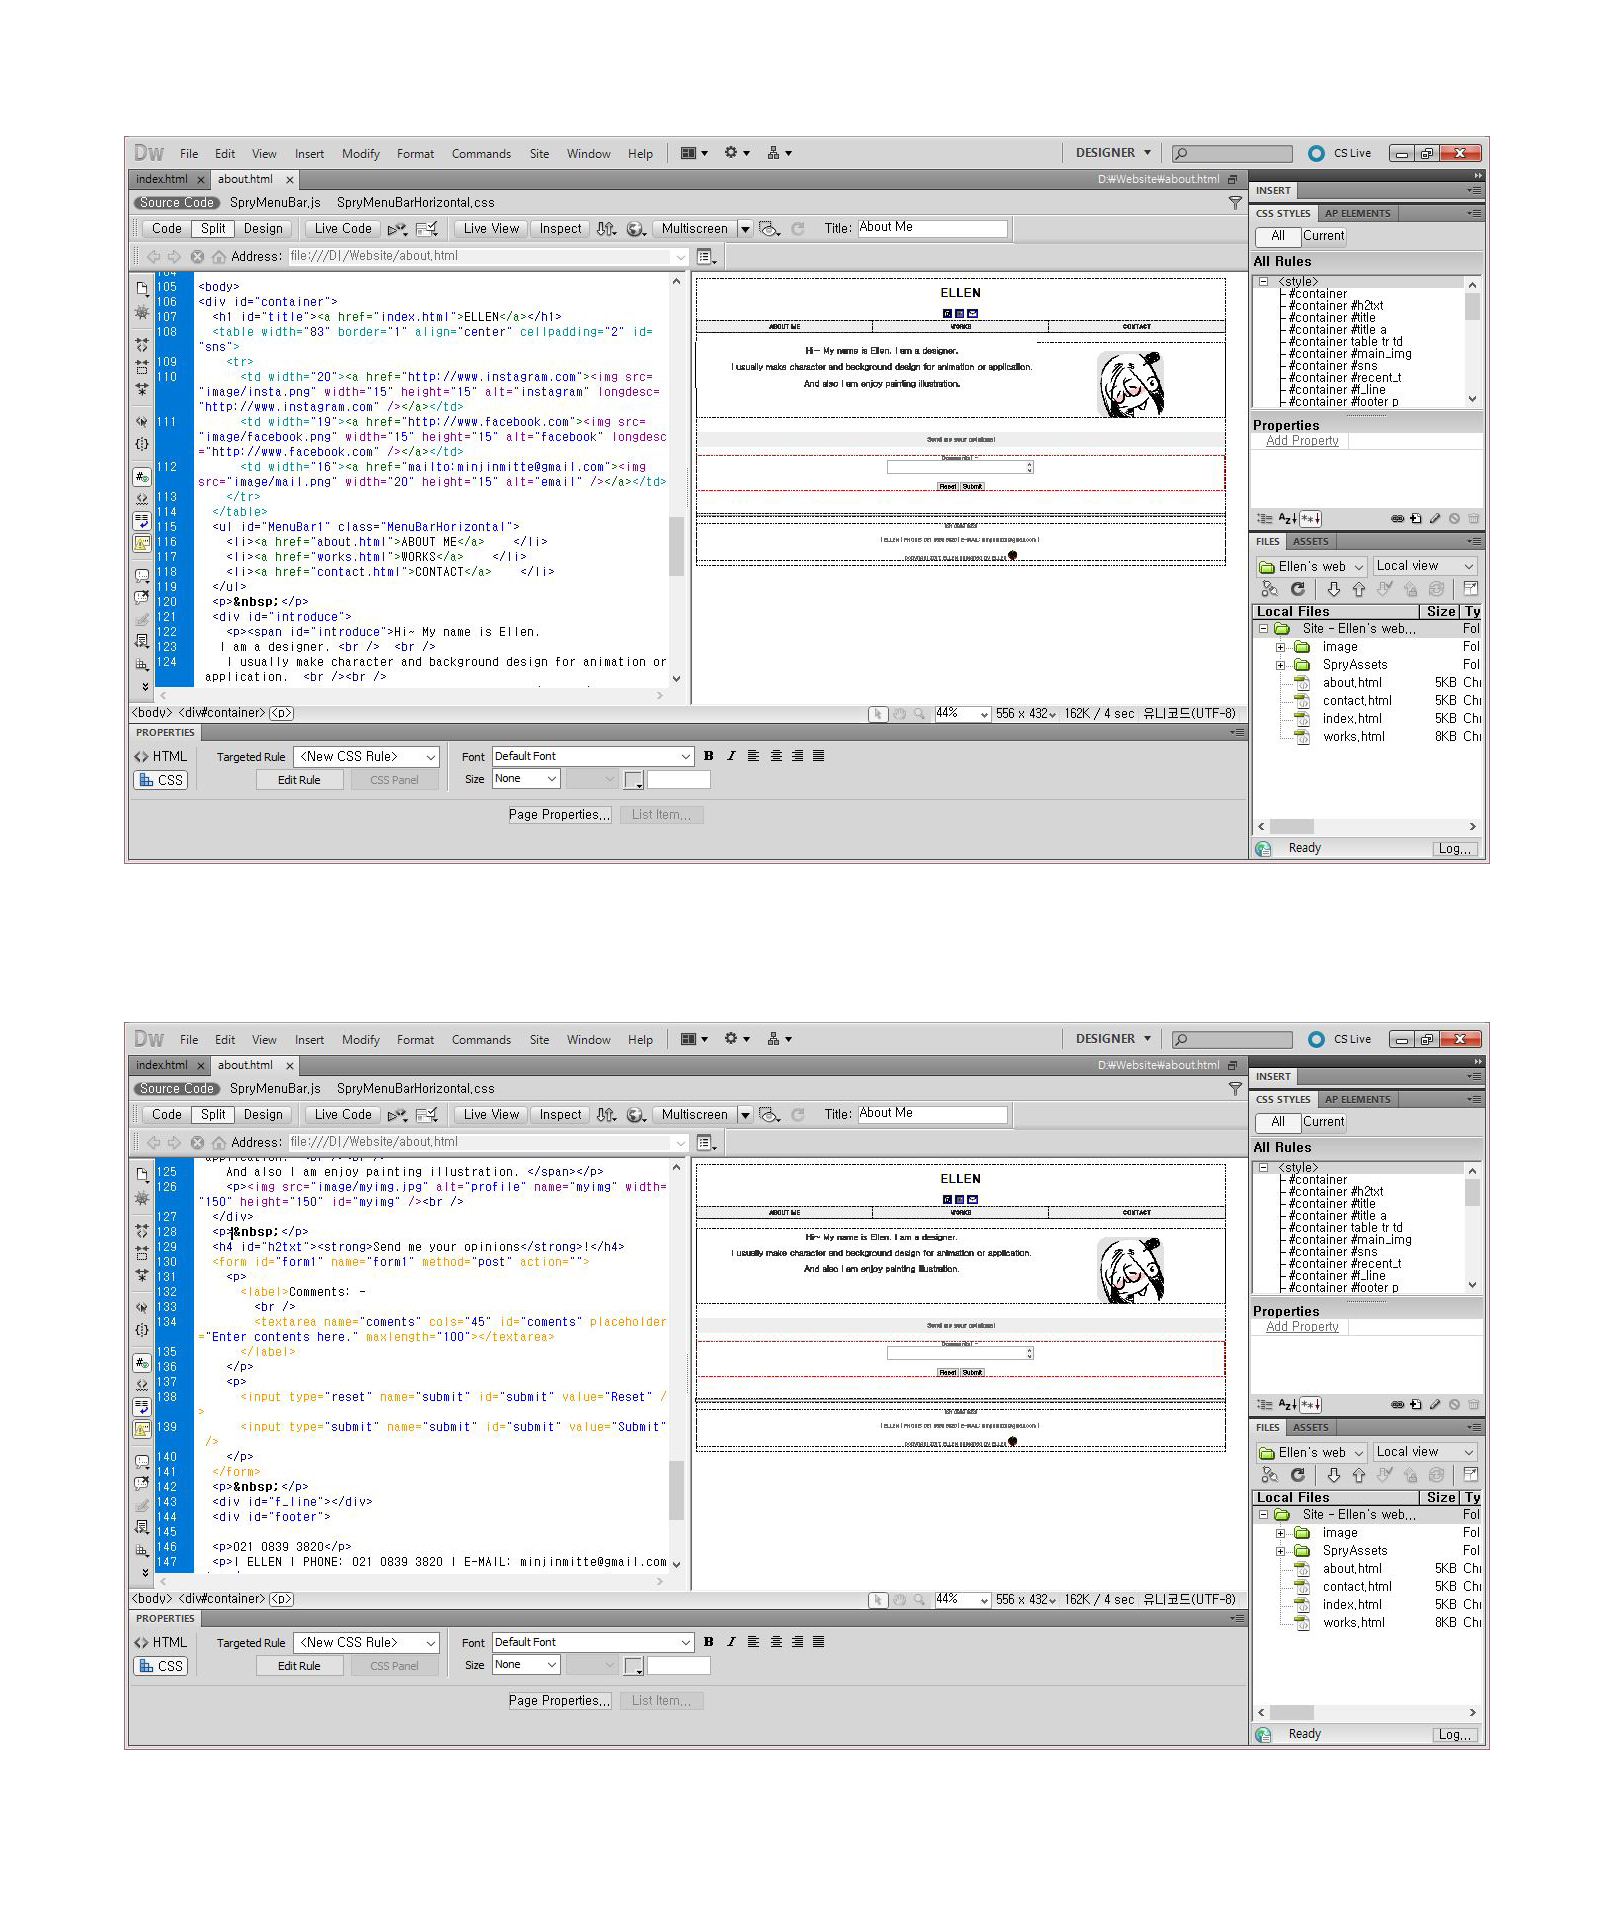 Dw File Edit View Insert Modify Format Commands Site Window Help DESIGNER CS Live
index.html about.html D:₩Website₩about.html
Source Code SpryMenuBar.js SpryMenuBarHorizontal.css
Code Split Design Live Code Live View Inspect Multiscreen Title: About Me
Address: file:///D|/Website/about.html
104
105 <body>
106 <div id="container">
107 <h1 id="title"><a href="index.html">ELLEN</a></h1>
108 <table width="83" border="1" align="center" cellpadding="2" id=
"sns">
109 <tr>
110 <td width="20"><a href="http://www.instagram.com"><img src=
"image/insta.png" width="15" height="15" alt="instagram" longdesc=
"http://www.instagram.com" /></a></td>
111 <td width="19"><a href="http://www.facebook.com"><img src=
"image/facebook.png" width="15" height="15" alt="facebook" longdesc
="http://www.facebook.com" /></a></td>
112 <td width="16"><a href="mailto:minjinmitte@gmail.com"><img
src="image/mail.png" width="20" height="15" alt="email" /></a></td>
113 </tr>
114 </table>
115 <ul id="MenuBar1" class="MenuBarHorizontal">
116 <li><a href="about.html">ABOUT ME</a> </li>
117 <li><a href="works.html">WORKS</a> </li>
118 <li><a href="contact.html">CONTACT</a> </li>
119 </ul>
120 <p>&nbsp;</p>
121 <div id="introduce">
122 <p><span id="introduce">Hi~ My name is Ellen.
123 I am a designer. <br /> <br />
124 I usually make character and background design for animation or
application. <br /><br />
ELLEN
ABOUT ME WORKS CONTACT
Hi~ My name is Ellen. I am a designer.
I usually make character and background design for animation or application.
And also I am enjoy painting illustration.
Send me your opinions!
Comments: -
Reset Submit
021 0839 3820
| ELLEN | PHONE: 021 0839 3820 | E-MAIL: minjinmitte@gmail.com |
<body> <div#container> <p> 44% 556 x 432 162K / 4 sec 유니코드(UTF-8)
PROPERTIES
<> HTML Targeted Rule <New CSS Rule> Font Default Font B I
CSS Edit Rule CSS Panel Size None
Page Properties... List Item...
INSERT
CSS STYLES AP ELEMENTS
All Current
All Rules
<style>
#container
#container #h2txt
#container #title
#container #title a
#container table tr td
#container #main_img
#container #sns
#container #recent_t
#container #f_line
#container #footer p
Properties
Add Property
FILES ASSETS
Ellen's web Local view
Local Files Size Ty
Site - Ellen's web... Fol
image Fol
SpryAssets Fol
about.html 5KB Chr
contact.html 5KB Chr
index.html 5KB Chr
works.html 8KB Chr
Ready Log...
Dw File Edit View Insert Modify Format Commands Site Window Help DESIGNER CS Live
index.html about.html D:₩Website₩about.html
Source Code SpryMenuBar.js SpryMenuBarHorizontal.css
Code Split Design Live Code Live View Inspect Multiscreen Title: About Me
Address: file:///D|/Website/about.html
application. <br /><br />
125 And also I am enjoy painting illustration. </span></p>
126 <p><img src="image/myimg.jpg" alt="profile" name="myimg" width=
"150" height="150" id="myimg" /><br />
127 </div>
128 <p>&nbsp;</p>
129 <h4 id="h2txt"><strong>Send me your opinions</strong>!</h4>
130 <form id="form1" name="form1" method="post" action="">
131 <p>
132 <label>Comments: -
133 <br />
134 <textarea name="coments" cols="45" id="coments" placeholder
="Enter contents here." maxlength="100"></textarea>
135 </label>
136 </p>
137 <p>
138 <input type="reset" name="submit" id="submit" value="Reset" /
>
139 <input type="submit" name="submit" id="submit" value="Submit"
/>
140 </p>
141 </form>
142 <p>&nbsp;</p>
143 <div id="f_line"></div>
144 <div id="footer">
145
146 <p>021 0839 3820</p>
147 <p>| ELLEN | PHONE: 021 0839 3820 | E-MAIL: minjinmitte@gmail.com
ELLEN
ABOUT ME WORKS CONTACT
Hi~ My name is Ellen. I am a designer.
I usually make character and background design for animation or application.
And also I am enjoy painting illustration.
Send me your opinions!
Comments: -
Reset Submit
021 0839 3820
| ELLEN | PHONE: 021 0839 3820 | E-MAIL: minjinmitte@gmail.com |
<body> <div#container> <p> 44% 556 x 432 162K / 4 sec 유니코드(UTF-8)
PROPERTIES
<> HTML Targeted Rule <New CSS Rule> Font Default Font B I
CSS Edit Rule CSS Panel Size None
Page Properties... List Item...
INSERT
CSS STYLES AP ELEMENTS
All Current
All Rules
<style>
#container
#container #h2txt
#container #title
#container #title a
#container table tr td
#container #main_img
#container #sns
#container #recent_t
#container #f_line
#container #footer p
Properties
Add Property
FILES ASSETS
Ellen's web Local view
Local Files Size Ty
Site - Ellen's web... Fol
image Fol
SpryAssets Fol
about.html 5KB Chr
contact.html 5KB Chr
index.html 5KB Chr
works.html 8KB Chr
Ready Log...